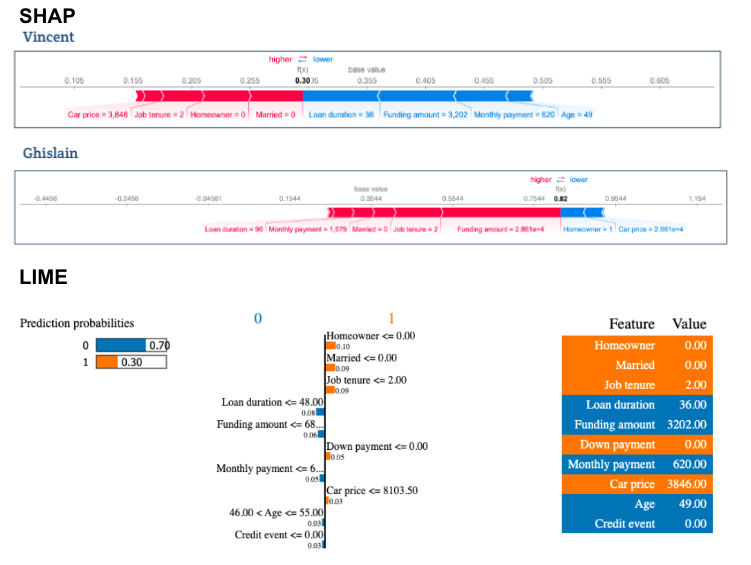 SHAP
Vincent
higher ⇄ lower
f(x) base value
0.105 0.155 0.205 0.255 0.3035 0.355 0.405 0.455 0.505 0.555 0.605
Car price = 3,846 Job tenure = 2 Homeowner = 0 Married = 0 Loan duration = 36 Funding amount = 3,202 Monthly payment = 620 Age = 49
Ghislain
higher ⇄ lower
base value f(x)
-0.4456 -0.2456 -0.04561 0.1544 0.3544 0.5544 0.7544 0.82 0.9544 1.154
Loan duration = 96 Monthly payment = 1,679 Married = 0 Job tenure = 2 Funding amount = 2.861e+4 Homeowner = 1 Car price = 2.861e+4
LIME
Prediction probabilities
0 0.70
1 0.30
0 1
Homeowner <= 0.00
0.10
Married <= 0.00
0.09
Job tenure <= 2.00
0.09
Loan duration <= 48.00
0.08
Funding amount <= 68...
0.06
Down payment <= 0.00
0.05
Monthly payment <= 6...
0.05
Car price <= 8103.50
0.03
46.00 < Age <= 55.00
0.03
Credit event <= 0.00
0.03
Feature Value
Homeowner 0.00
Married 0.00
Job tenure 2.00
Loan duration 36.00
Funding amount 3202.00
Down payment 0.00
Monthly payment 620.00
Car price 3846.00
Age 49.00
Credit event 0.00